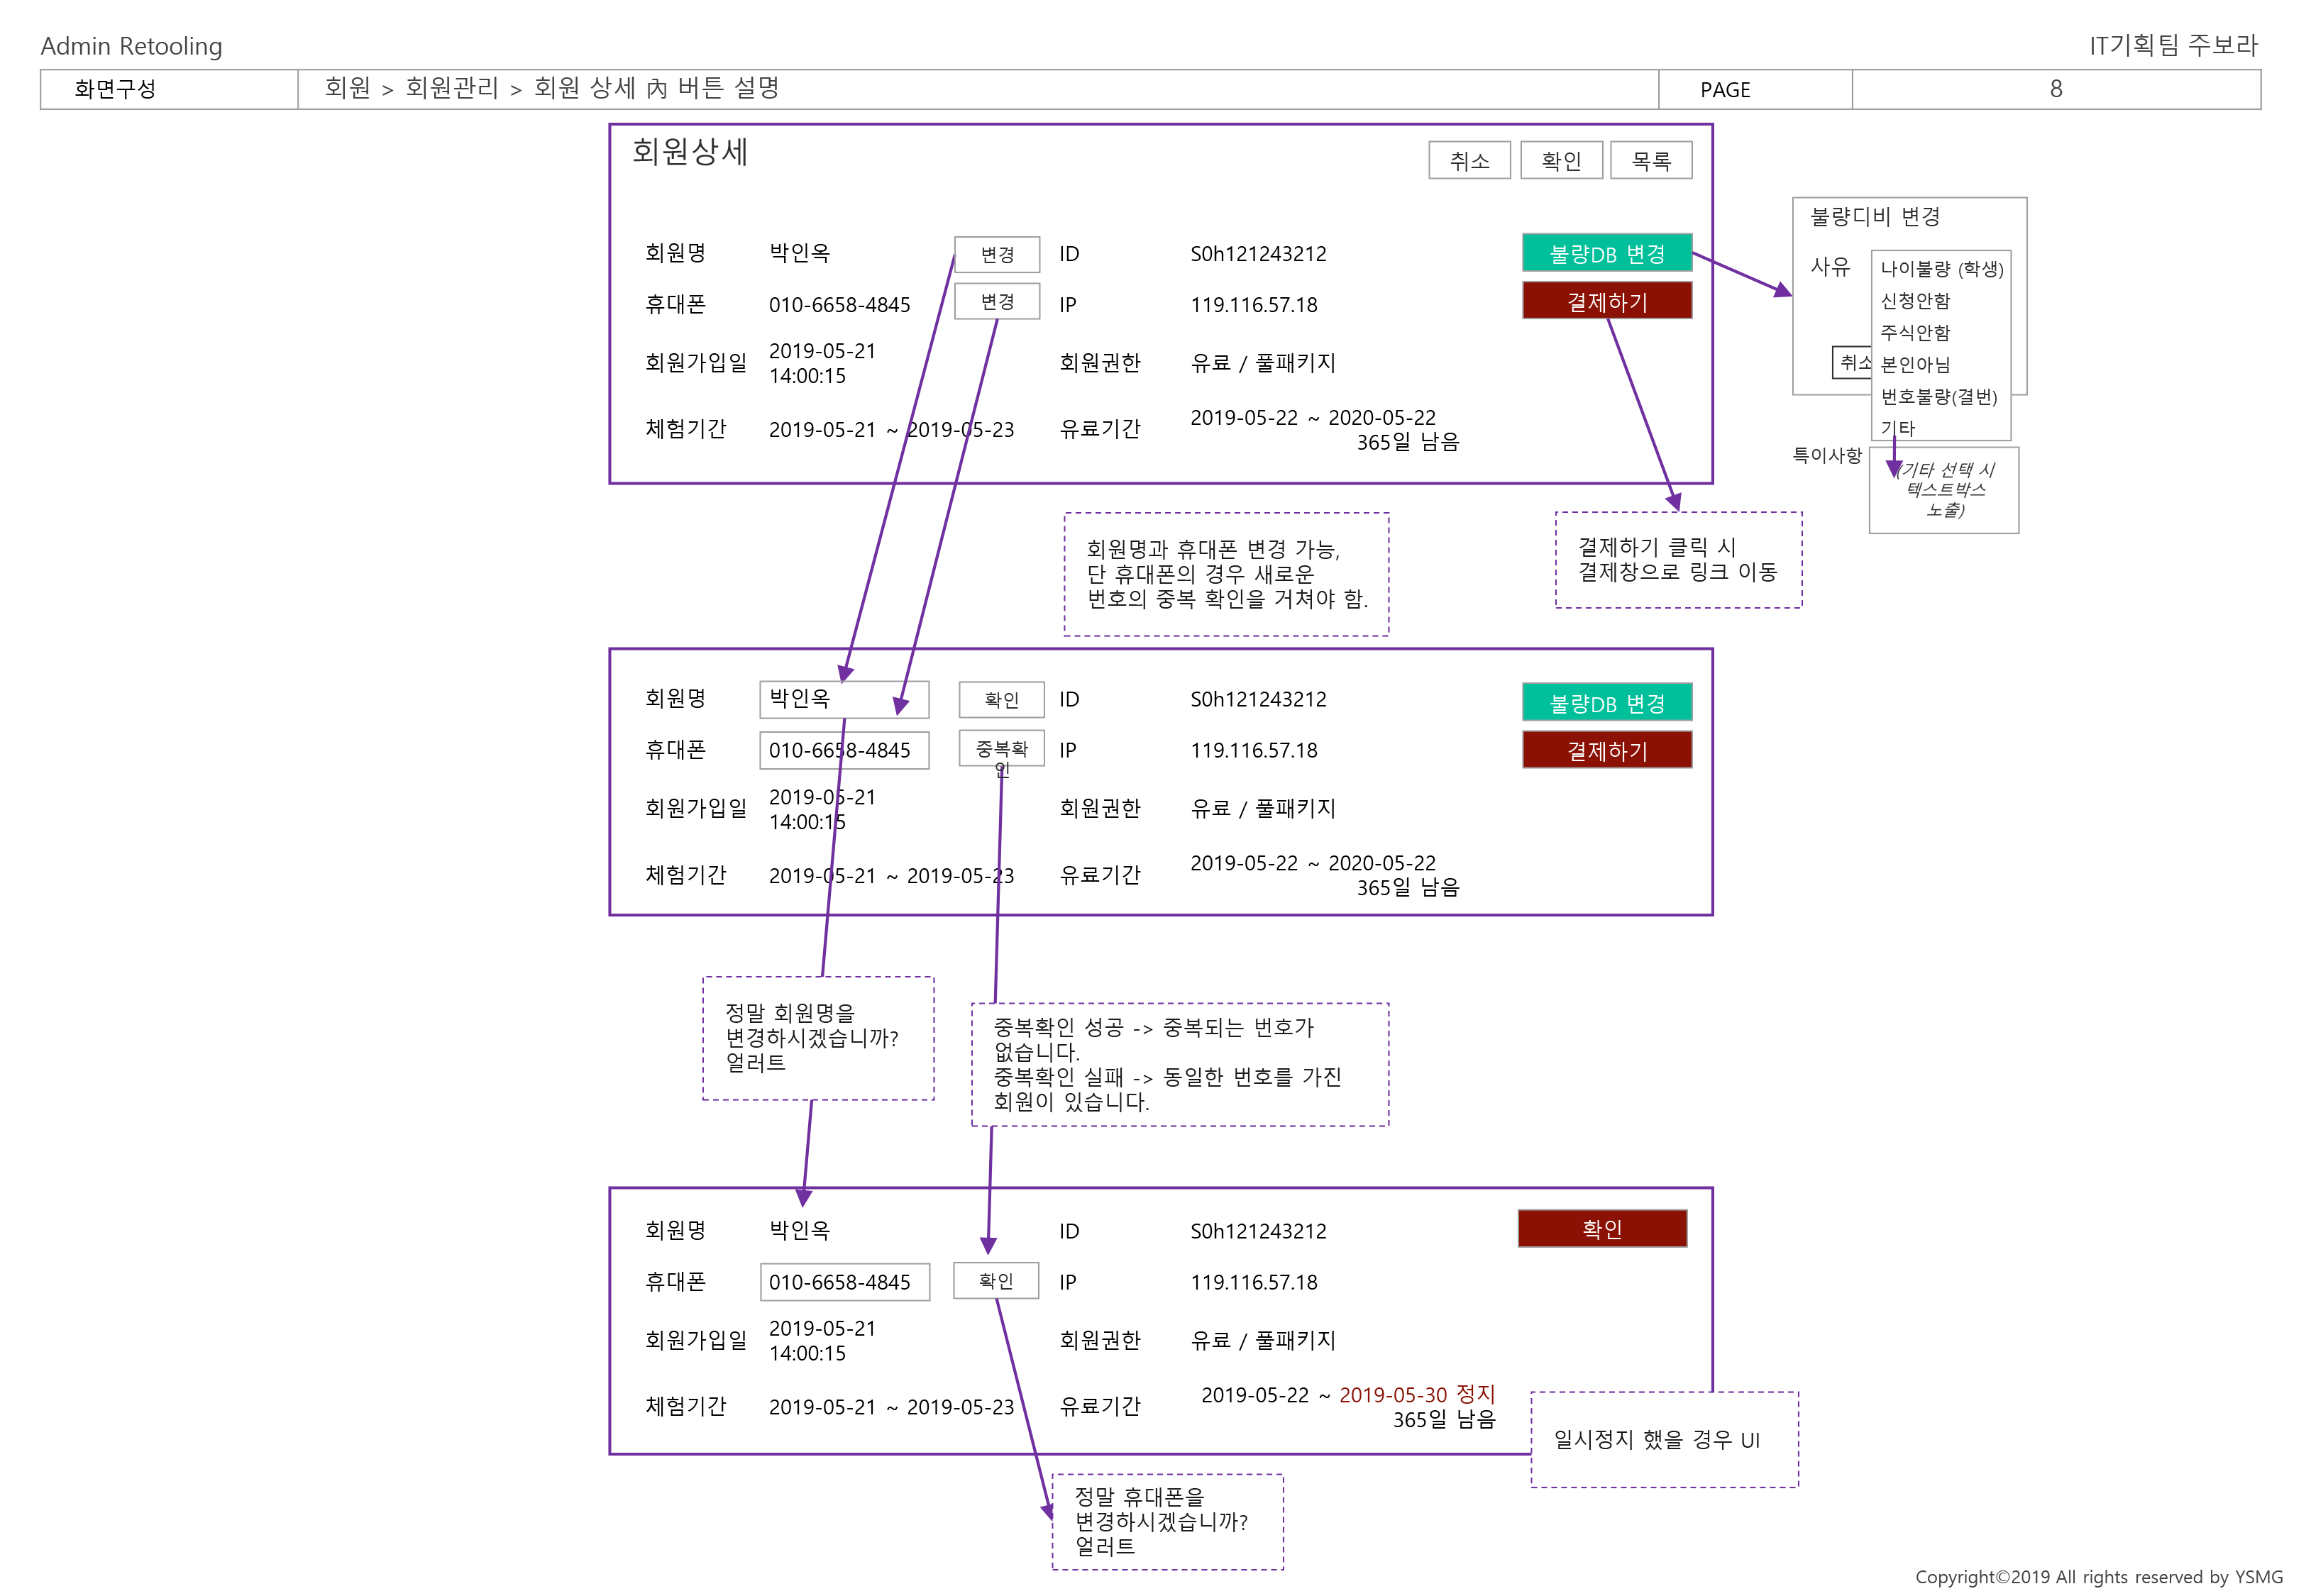 Admin Retooling
IT기획팀 주보라
화면구성
회원 > 회원관리 > 회원 상세 內 버튼 설명
PAGE
8
회원상세
취소
확인
목록
회원명
박인옥
변경
ID
S0h121243212
불량DB 변경
휴대폰
010-6658-4845
변경
IP
119.116.57.18
결제하기
회원가입일
2019-05-21
14:00:15
회원권한
유료 / 풀패키지
체험기간
2019-05-21 ~ 2019-05-23
유료기간
2019-05-22 ~ 2020-05-22
365일 남음
불량디비 변경
사유
나이불량 (학생)
신청안함
주식안함
본인아님
번호불량(결번)
기타
취소
특이사항
(기타 선택 시
텍스트박스
노출)
회원명과 휴대폰 변경 가능,
단 휴대폰의 경우 새로운
번호의 중복 확인을 거쳐야 함.
결제하기 클릭 시
결제창으로 링크 이동
회원명
박인옥
확인
ID
S0h121243212
불량DB 변경
휴대폰
010-6658-4845
중복확
인
IP
119.116.57.18
결제하기
회원가입일
2019-05-21
14:00:15
회원권한
유료 / 풀패키지
체험기간
2019-05-21 ~ 2019-05-23
유료기간
2019-05-22 ~ 2020-05-22
365일 남음
정말 회원명을
변경하시겠습니까?
얼러트
중복확인 성공 -> 중복되는 번호가
없습니다.
중복확인 실패 -> 동일한 번호를 가진
회원이 있습니다.
회원명
박인옥
ID
S0h121243212
확인
휴대폰
010-6658-4845
확인
IP
119.116.57.18
회원가입일
2019-05-21
14:00:15
회원권한
유료 / 풀패키지
체험기간
2019-05-21 ~ 2019-05-23
유료기간
2019-05-22 ~ 2019-05-30 정지
365일 남음
일시정지 했을 경우 UI
정말 휴대폰을
변경하시겠습니까?
얼러트
Copyright©2019 All rights reserved by YSMG